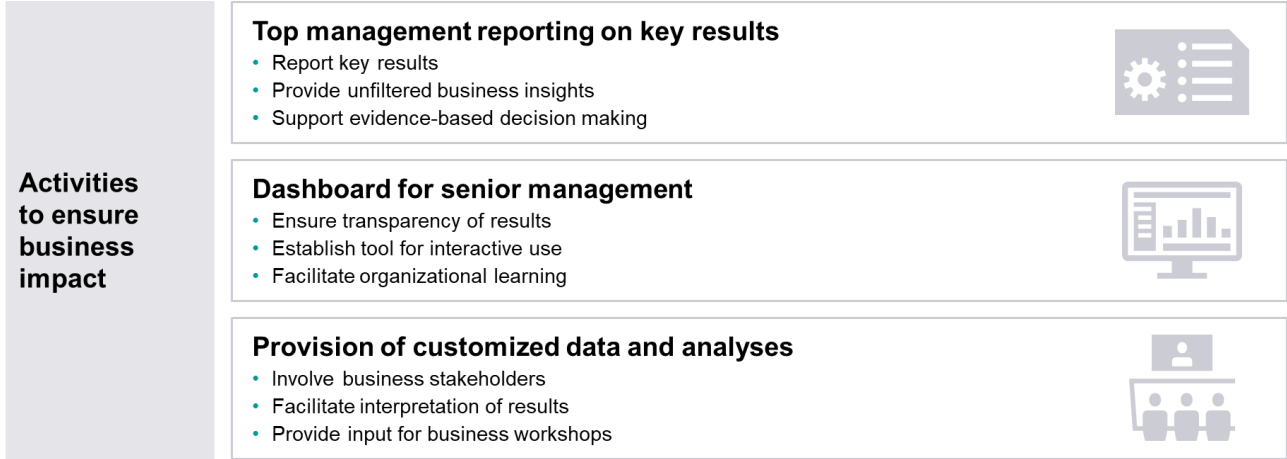 Activities
to ensure
business
impact
Top management reporting on key results
• Report key results
• Provide unfiltered business insights
• Support evidence-based decision making
Dashboard for senior management
• Ensure transparency of results
• Establish tool for interactive use
• Facilitate organizational learning
Provision of customized data and analyses
• Involve business stakeholders
• Facilitate interpretation of results
• Provide input for business workshops